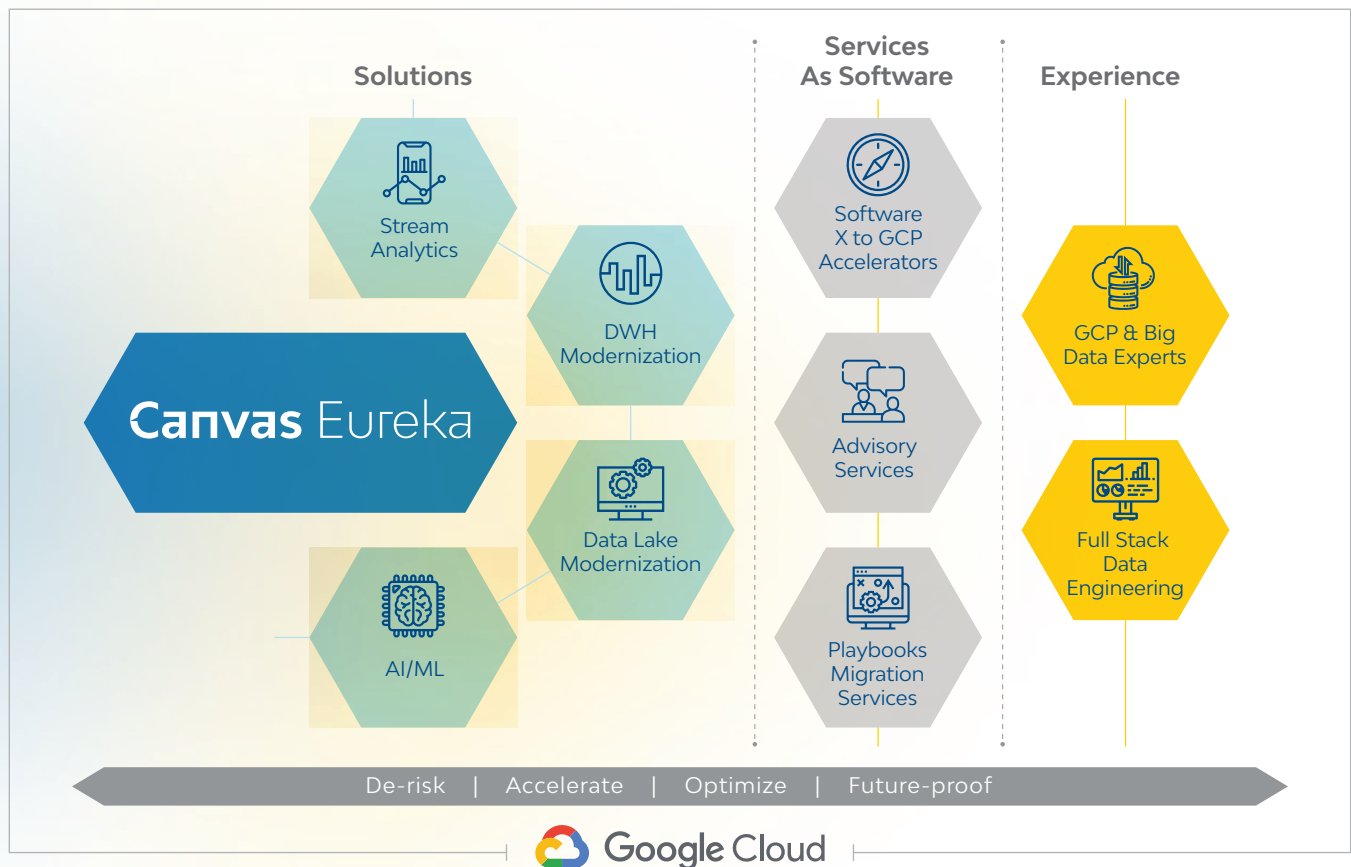 Solutions
Services
As Software
Experience
Stream
Analytics
DWH
Modernization
Canvas Eureka
Data Lake
Modernization
AI/ML
Software
X to GCP
Accelerators
Advisory
Services
Playbooks
Migration
Services
GCP & Big
Data Experts
Full Stack
Data
Engineering
De-risk | Accelerate | Optimize | Future-proof
Google Cloud